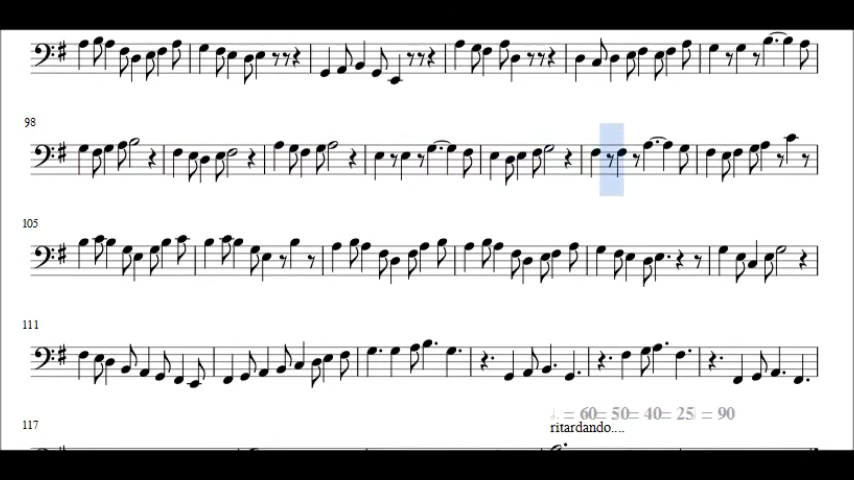 98
105
111
117
♩. = 60= 50= 40= 25♩ = 90
ritardando....